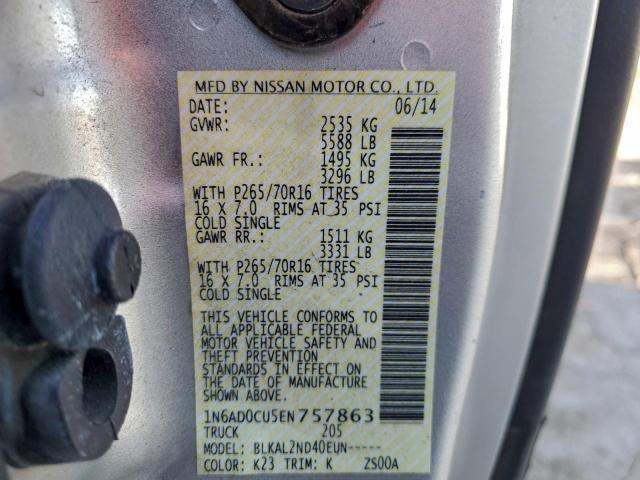 MFD BY NISSAN MOTOR CO., LTD.
DATE: 06/14
GVWR: 2535 KG
5588 LB
GAWR FR.: 1495 KG
3296 LB
WITH P265/70R16 TIRES
16 X 7.0 RIMS AT 35 PSI
COLD SINGLE
GAWR RR.: 1511 KG
3331 LB
WITH P265/70R16 TIRES
16 X 7.0 RIMS AT 35 PSI
COLD SINGLE
THIS VEHICLE CONFORMS TO
ALL APPLICABLE FEDERAL
MOTOR VEHICLE SAFETY AND
THEFT PREVENTION
STANDARDS IN EFFECT ON
THE DATE OF MANUFACTURE
SHOWN ABOVE.
1N6AD0CU5EN757863
TRUCK 205
MODEL: BLKAL2ND40EUN-----
COLOR: K23 TRIM: K ZS00A